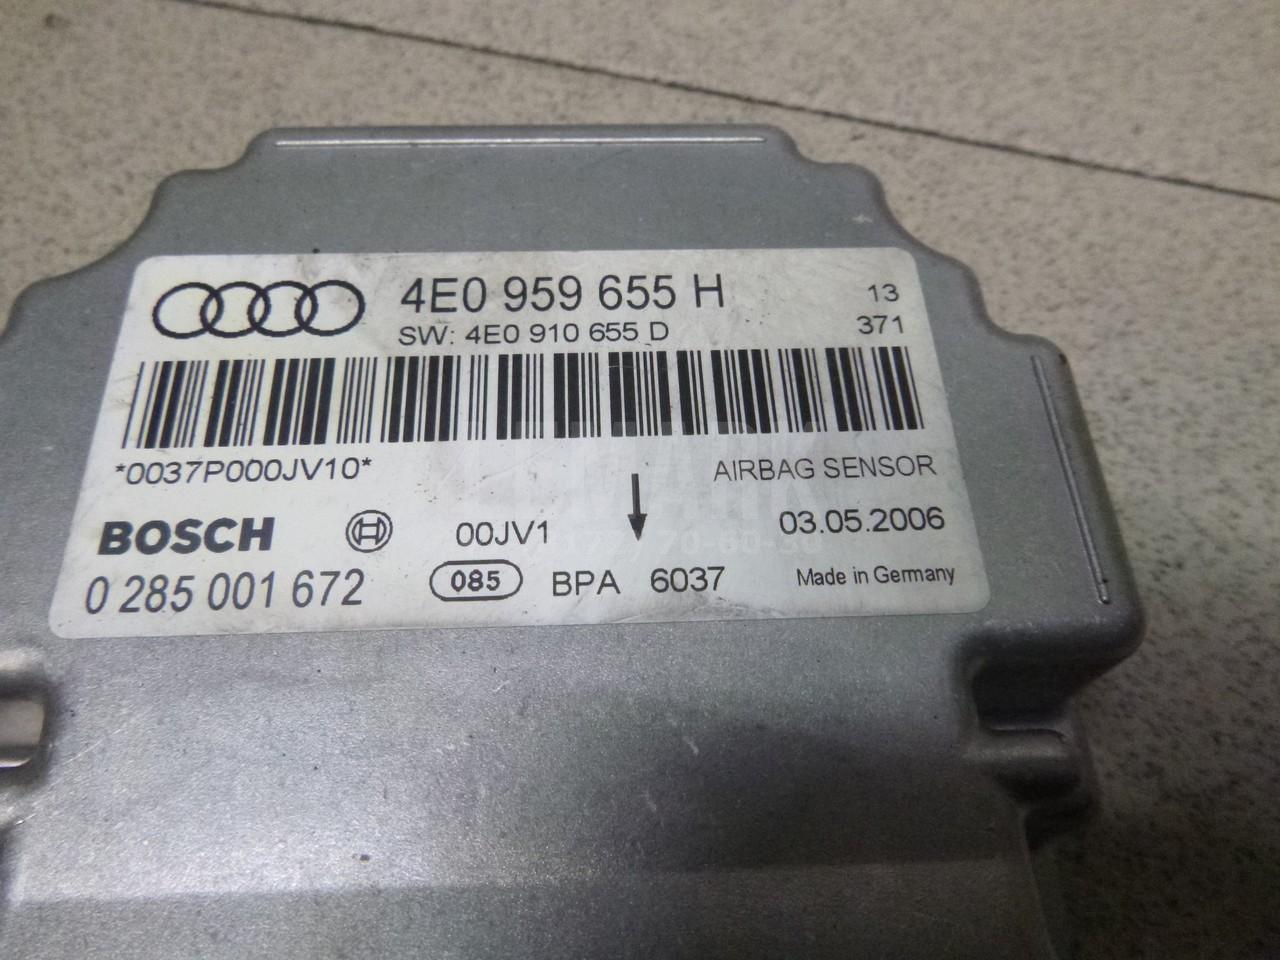 4E0 959 655 H
13
SW: 4E0 910 655 D
371
*0037P000JV10*
AIRBAG SENSOR
BOSCH
00JV1
03.05.2006
0 285 001 672
085
BPA 6037
Made in Germany